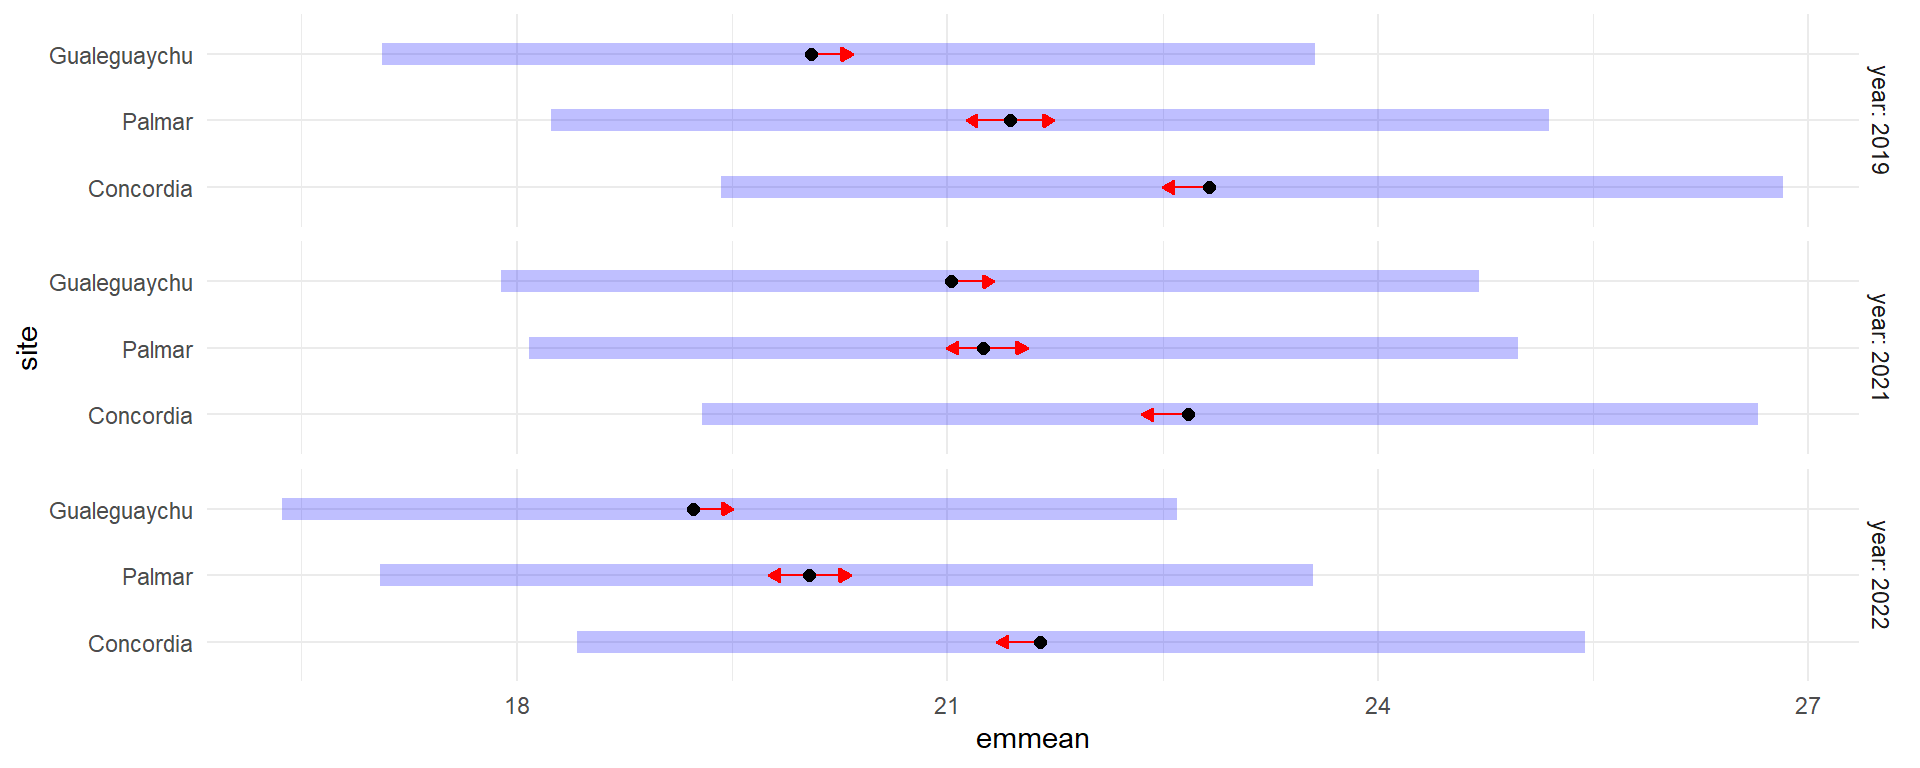 Gualeguaychu
Palmar
Concordia
year: 2019
Gualeguaychu
Palmar
Concordia
year: 2021
Gualeguaychu
Palmar
Concordia
year: 2022
site
18 21 24 27
emmean